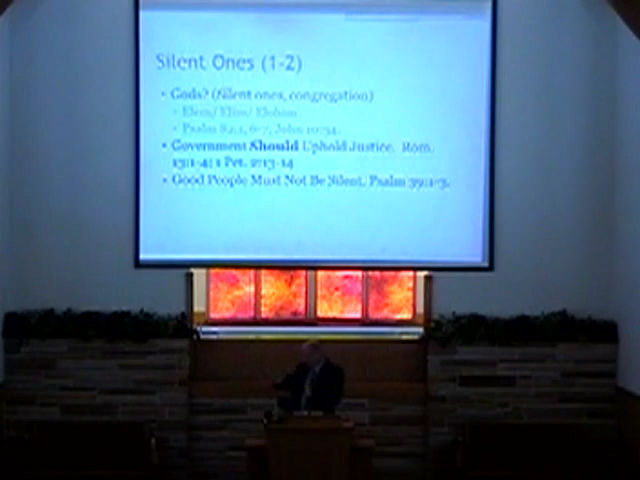 Silent Ones (1-2)
• Gods? (Silent ones, congregation)
• Elem/ Elim/ Elohim
• Psalm 82:1, 6-7, John 10:34.
• Government Should Uphold Justice. Rom.
13:1-4; 1 Pet. 2:13-14
• Good People Must Not Be Silent. Psalm 39:1-3.